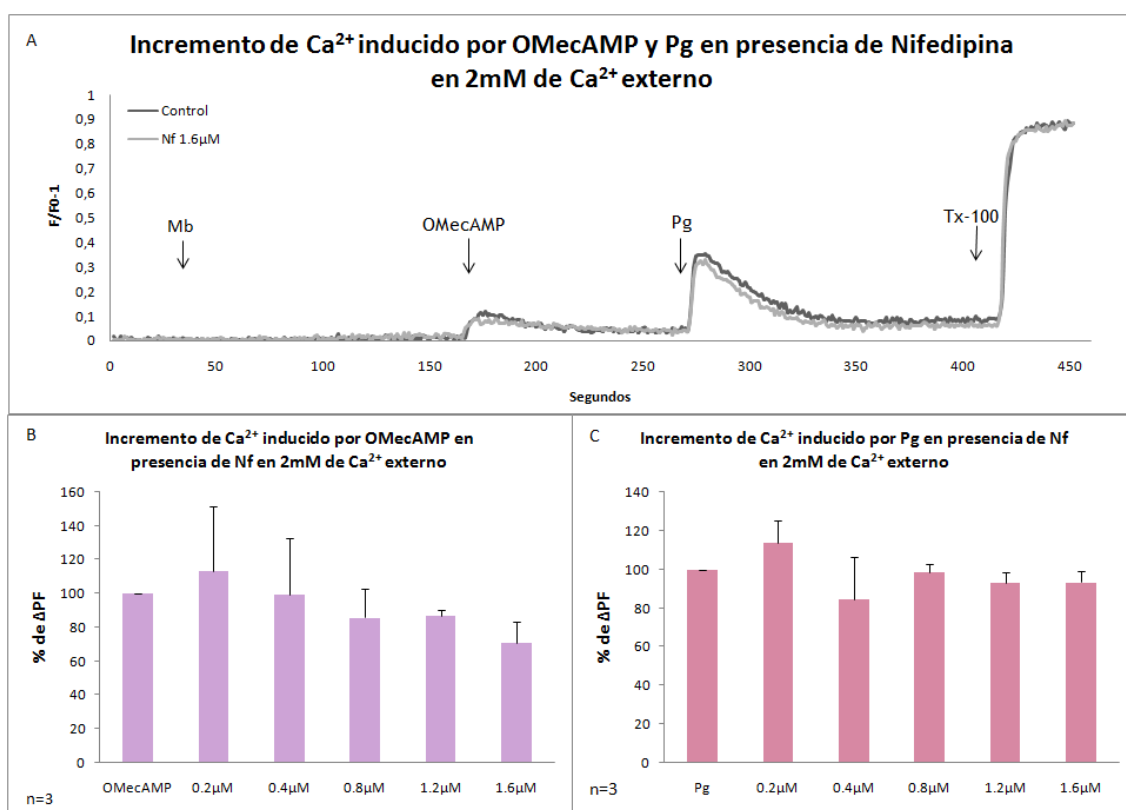 A
Incremento de Ca²⁺ inducido por OMecAMP y Pg en presencia de Nifedipina
en 2mM de Ca²⁺ externo
Control
Nf 1.6µM
F/F0-1
1
0,9
0,8
0,7
0,6
0,5
0,4
0,3
0,2
0,1
0
Mb
OMecAMP
Pg
Tx-100
0 50 100 150 200 250 300 350 400 450
Segundos
B
Incremento de Ca²⁺ inducido por OMecAMP en
presencia de Nf en 2mM de Ca²⁺ externo
% de ΔPF
160
140
120
100
80
60
40
20
0
OMecAMP 0.2µM 0.4µM 0.8µM 1.2µM 1.6µM
n=3
C
Incremento de Ca²⁺ inducido por Pg en presencia de Nf
en 2mM de Ca²⁺ externo
% de ΔPF
140
120
100
80
60
40
20
0
Pg 0.2µM 0.4µM 0.8µM 1.2µM 1.6µM
n=3